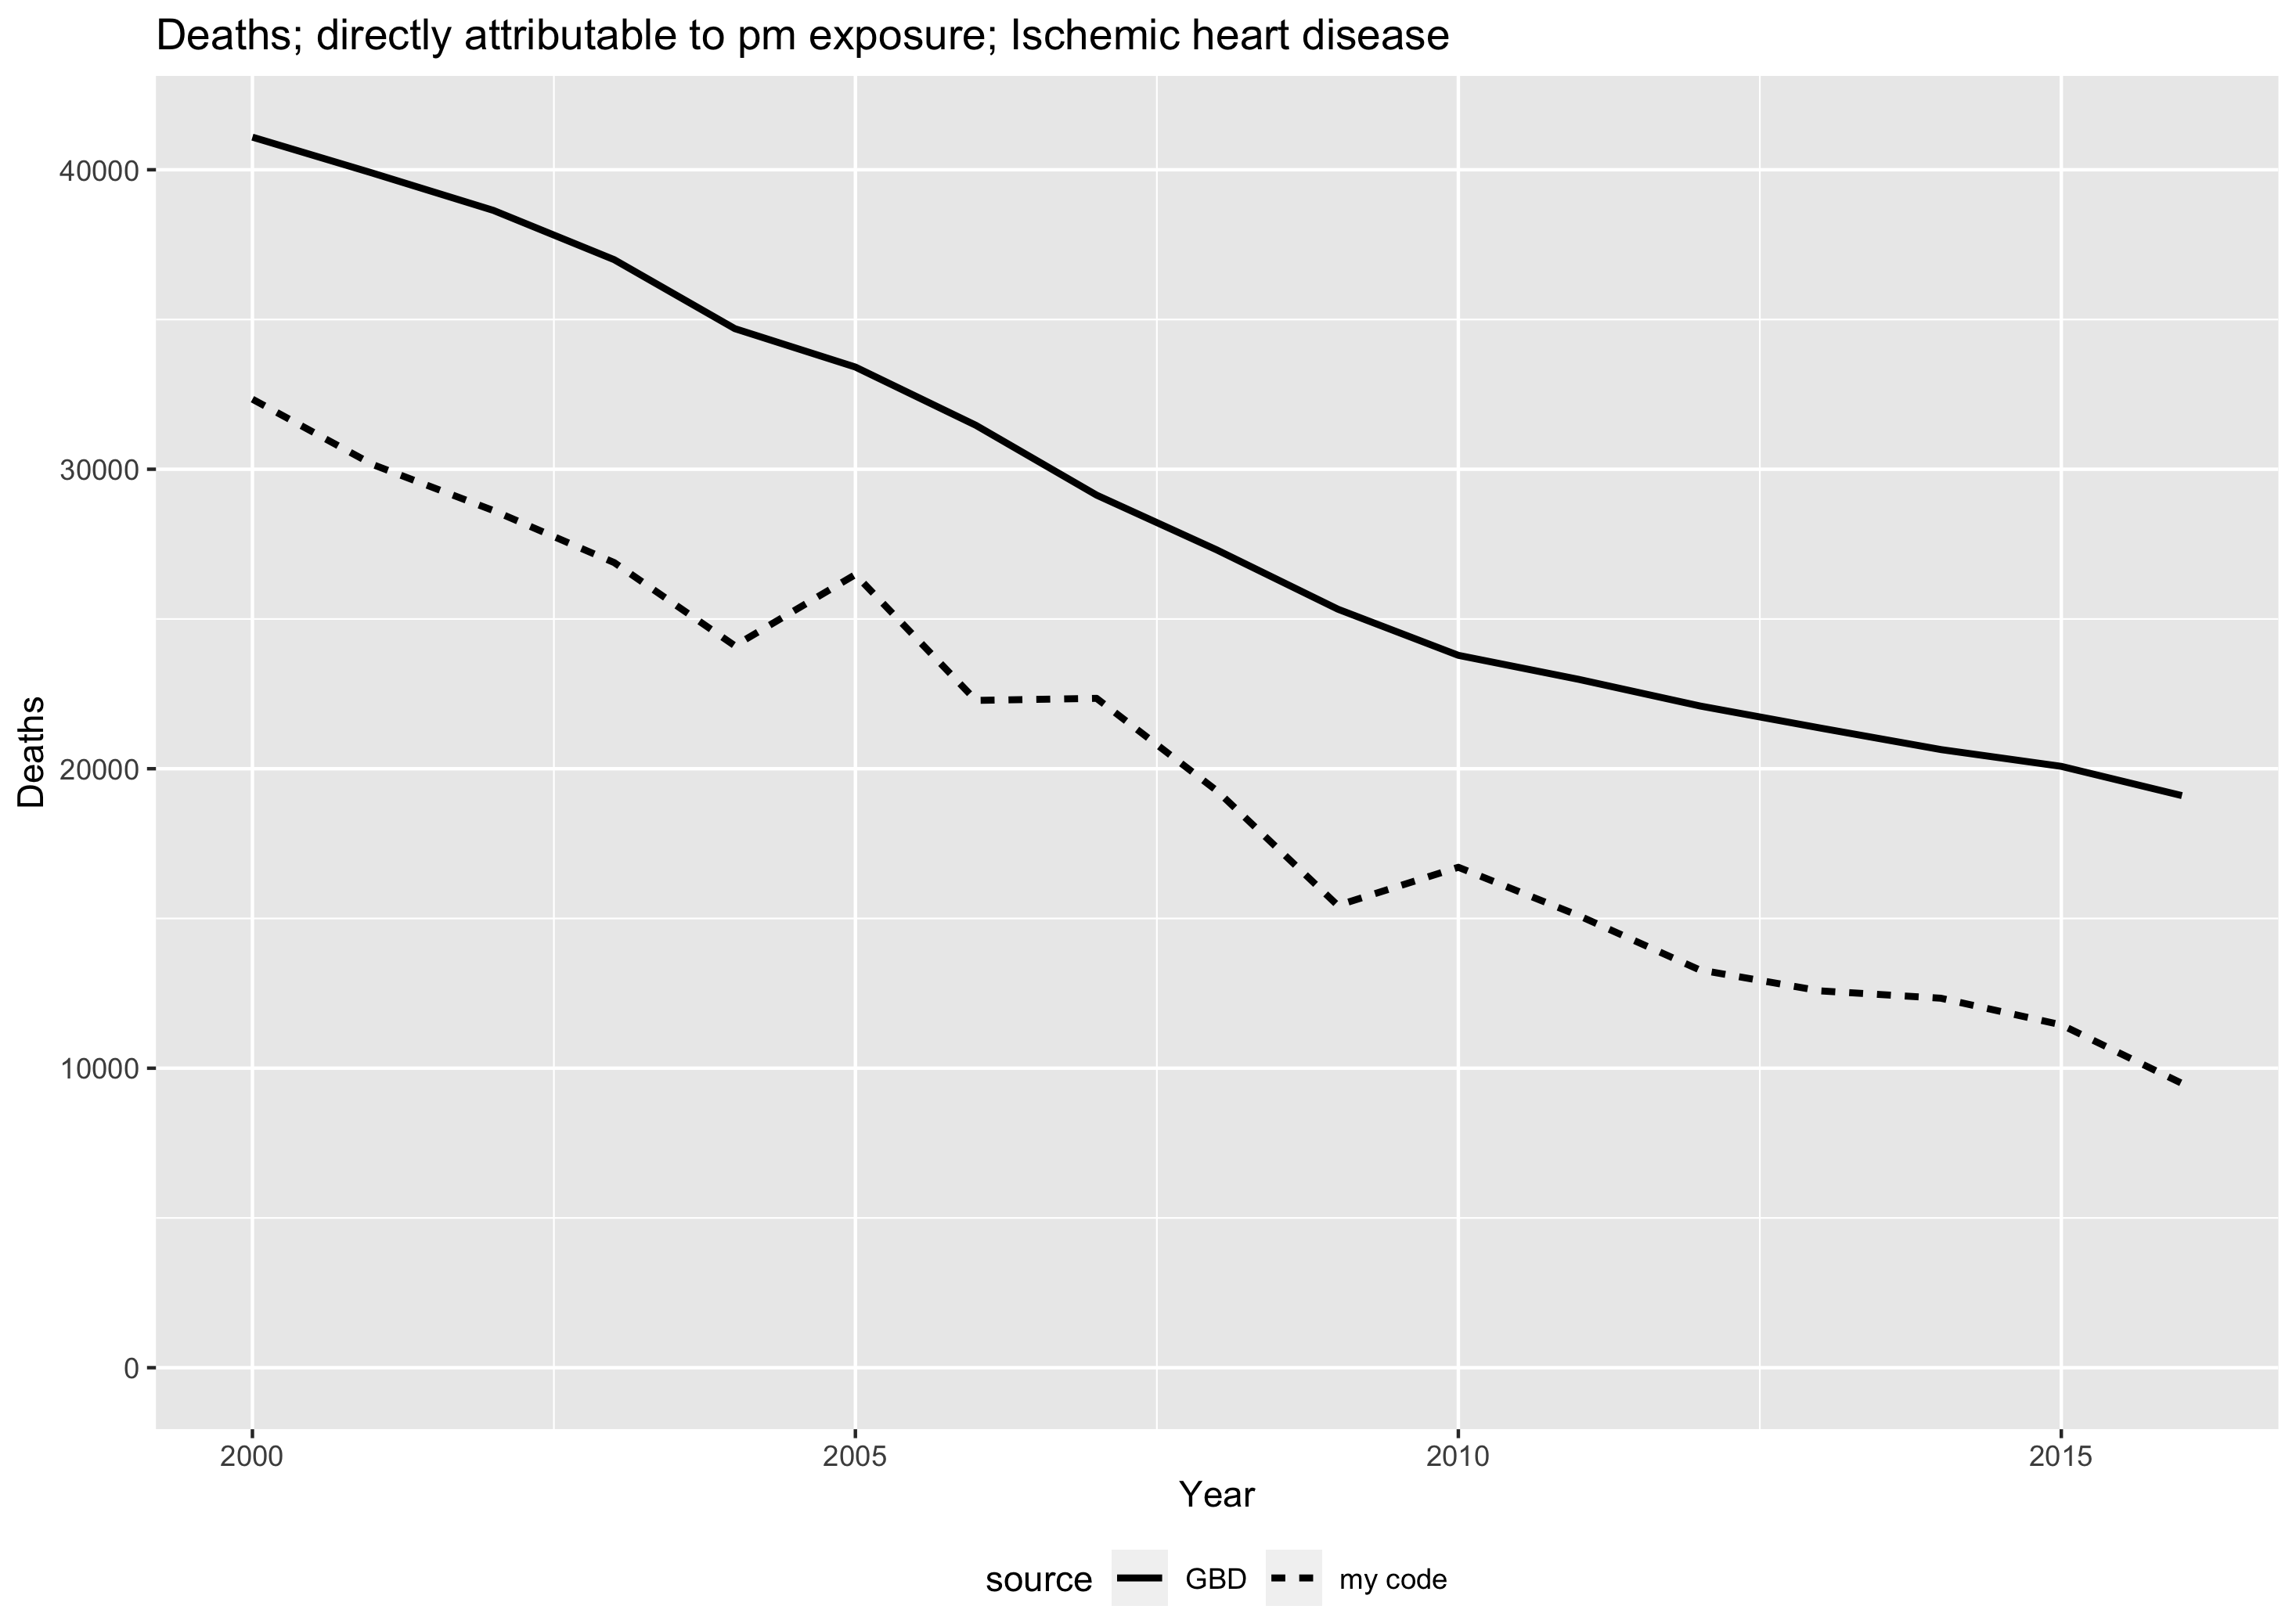 Deaths; directly attributable to pm exposure; Ischemic heart disease
Deaths
40000
30000
20000
10000
0
2000 2005 2010 2015
Year
source GBD my code